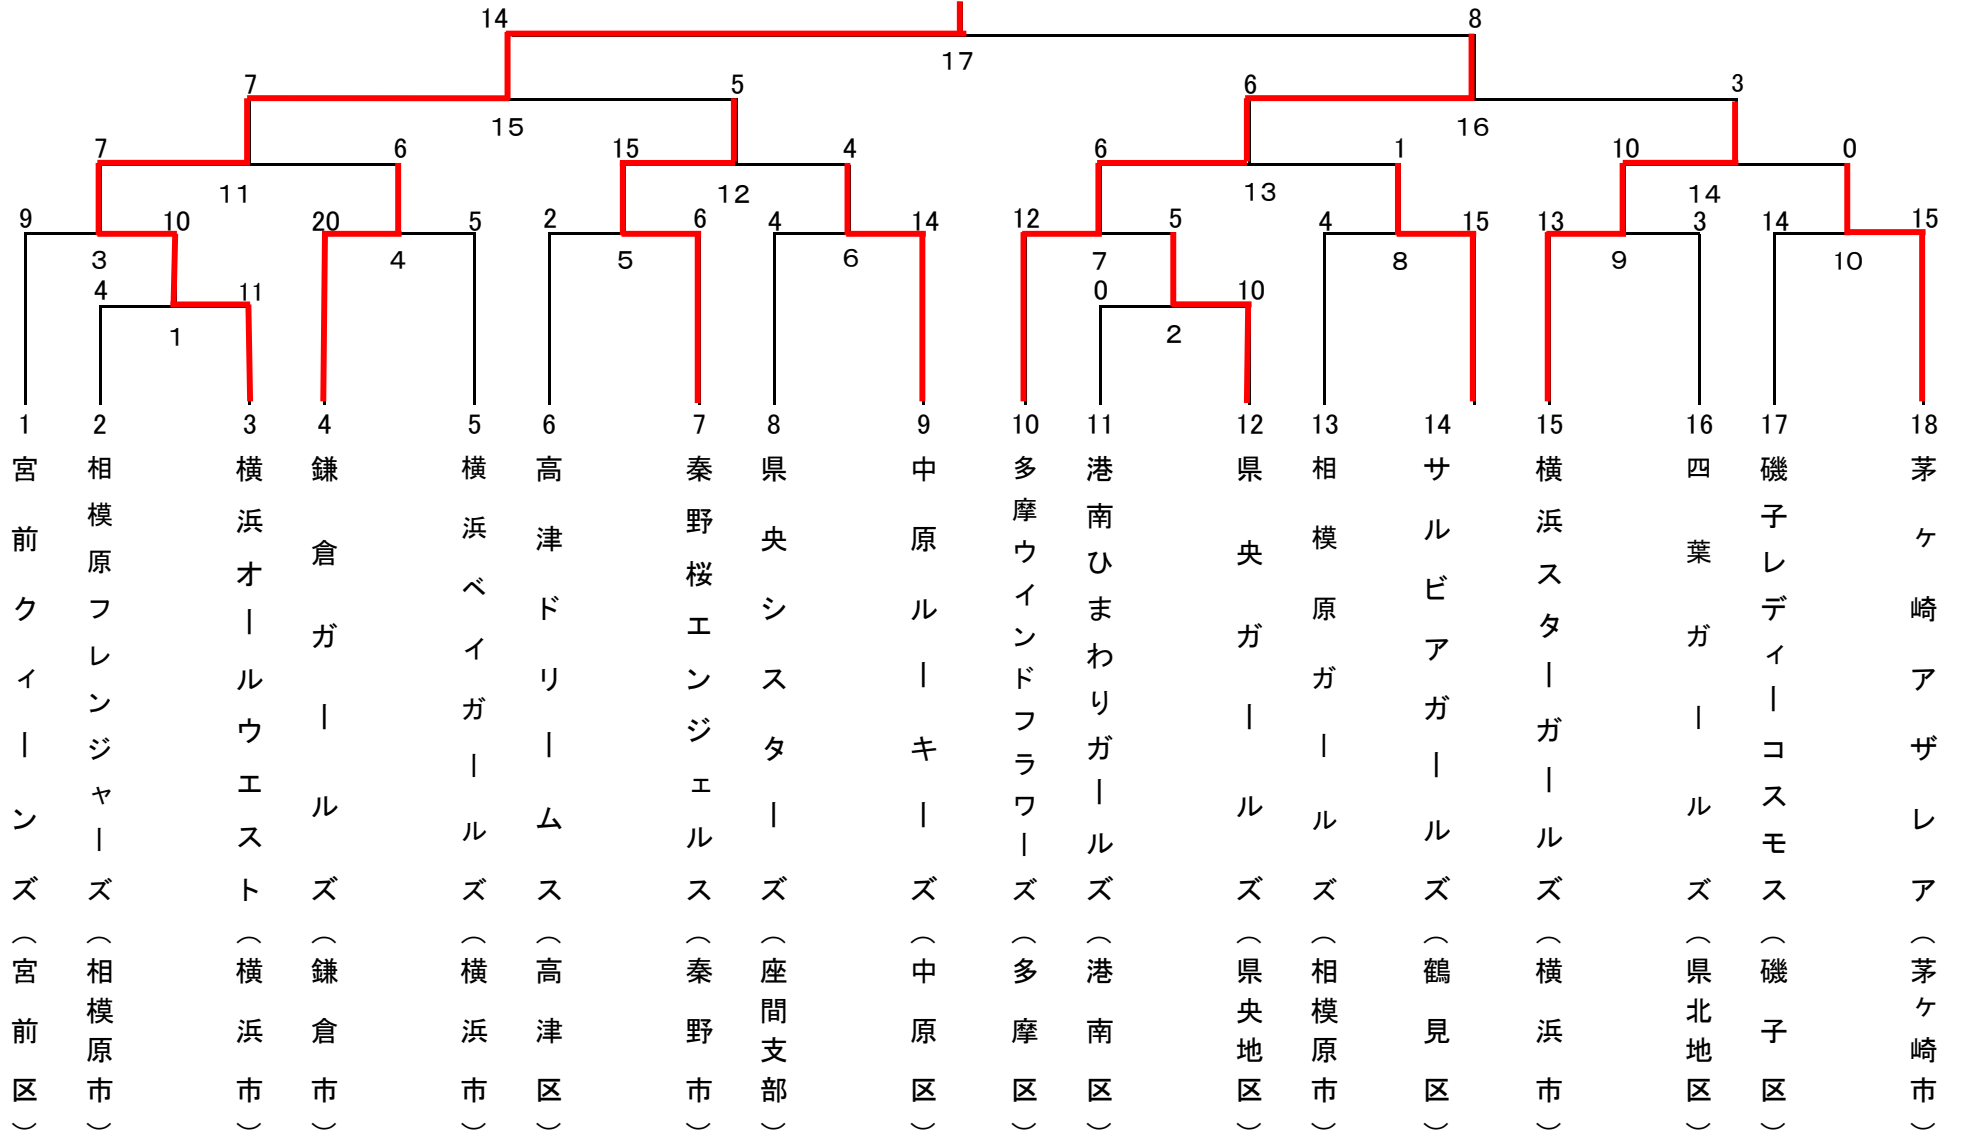 14 8
17
7 5 6 3
15 16
7 6 15 4 6 1 10 0
11 12 13 14
9 10 20 5 2 6 4 14 12 5 4 15 13 3 14 15
3 4 5 6 7 8 9 10
4 11 0 10
1 2
1 2 3 4 5 6 7 8 9 10 11 12 13 14 15 16 17 18
宮前クィーンズ（宮前区）
相模原フレンジャーズ（相模原市）
横浜オールウエスト（横浜市）
鎌倉ガールズ（鎌倉市）
横浜ベイガールズ（横浜市）
高津ドリームス（高津区）
秦野桜エンジェルス（秦野市）
県央シスターズ（座間支部）
中原ルーキーズ（中原区）
多摩ウインドフラワーズ（多摩区）
港南ひまわりガールズ（港南区）
県央ガールズ（県央地区）
相模原ガールズ（相模原市）
サルビアガールズ（鶴見区）
横浜スターガールズ（横浜市）
四葉ガールズ（県北地区）
磯子レディーコスモス（磯子区）
茅ヶ崎アザレア（茅ヶ崎市）